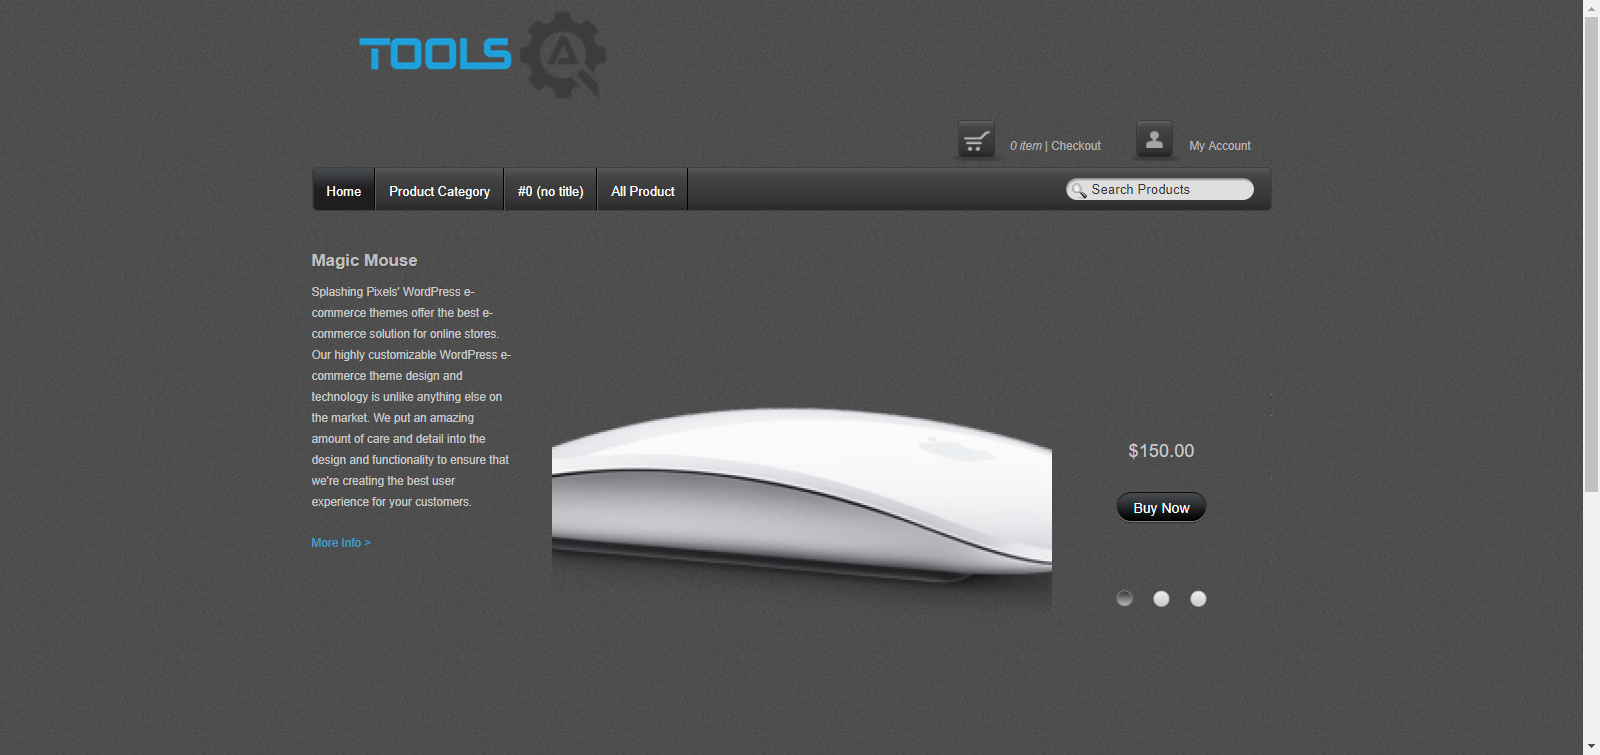 TOOLS
0 item | Checkout
My Account
Home
Product Category
#0 (no title)
All Product
Search Products
Magic Mouse
Splashing Pixels' WordPress e-
commerce themes offer the best e-
commerce solution for online stores.
Our highly customizable WordPress e-
commerce theme design and
technology is unlike anything else on
the market. We put an amazing
amount of care and detail into the
design and functionality to ensure that
we're creating the best user
experience for your customers.
More Info >
$150.00
Buy Now